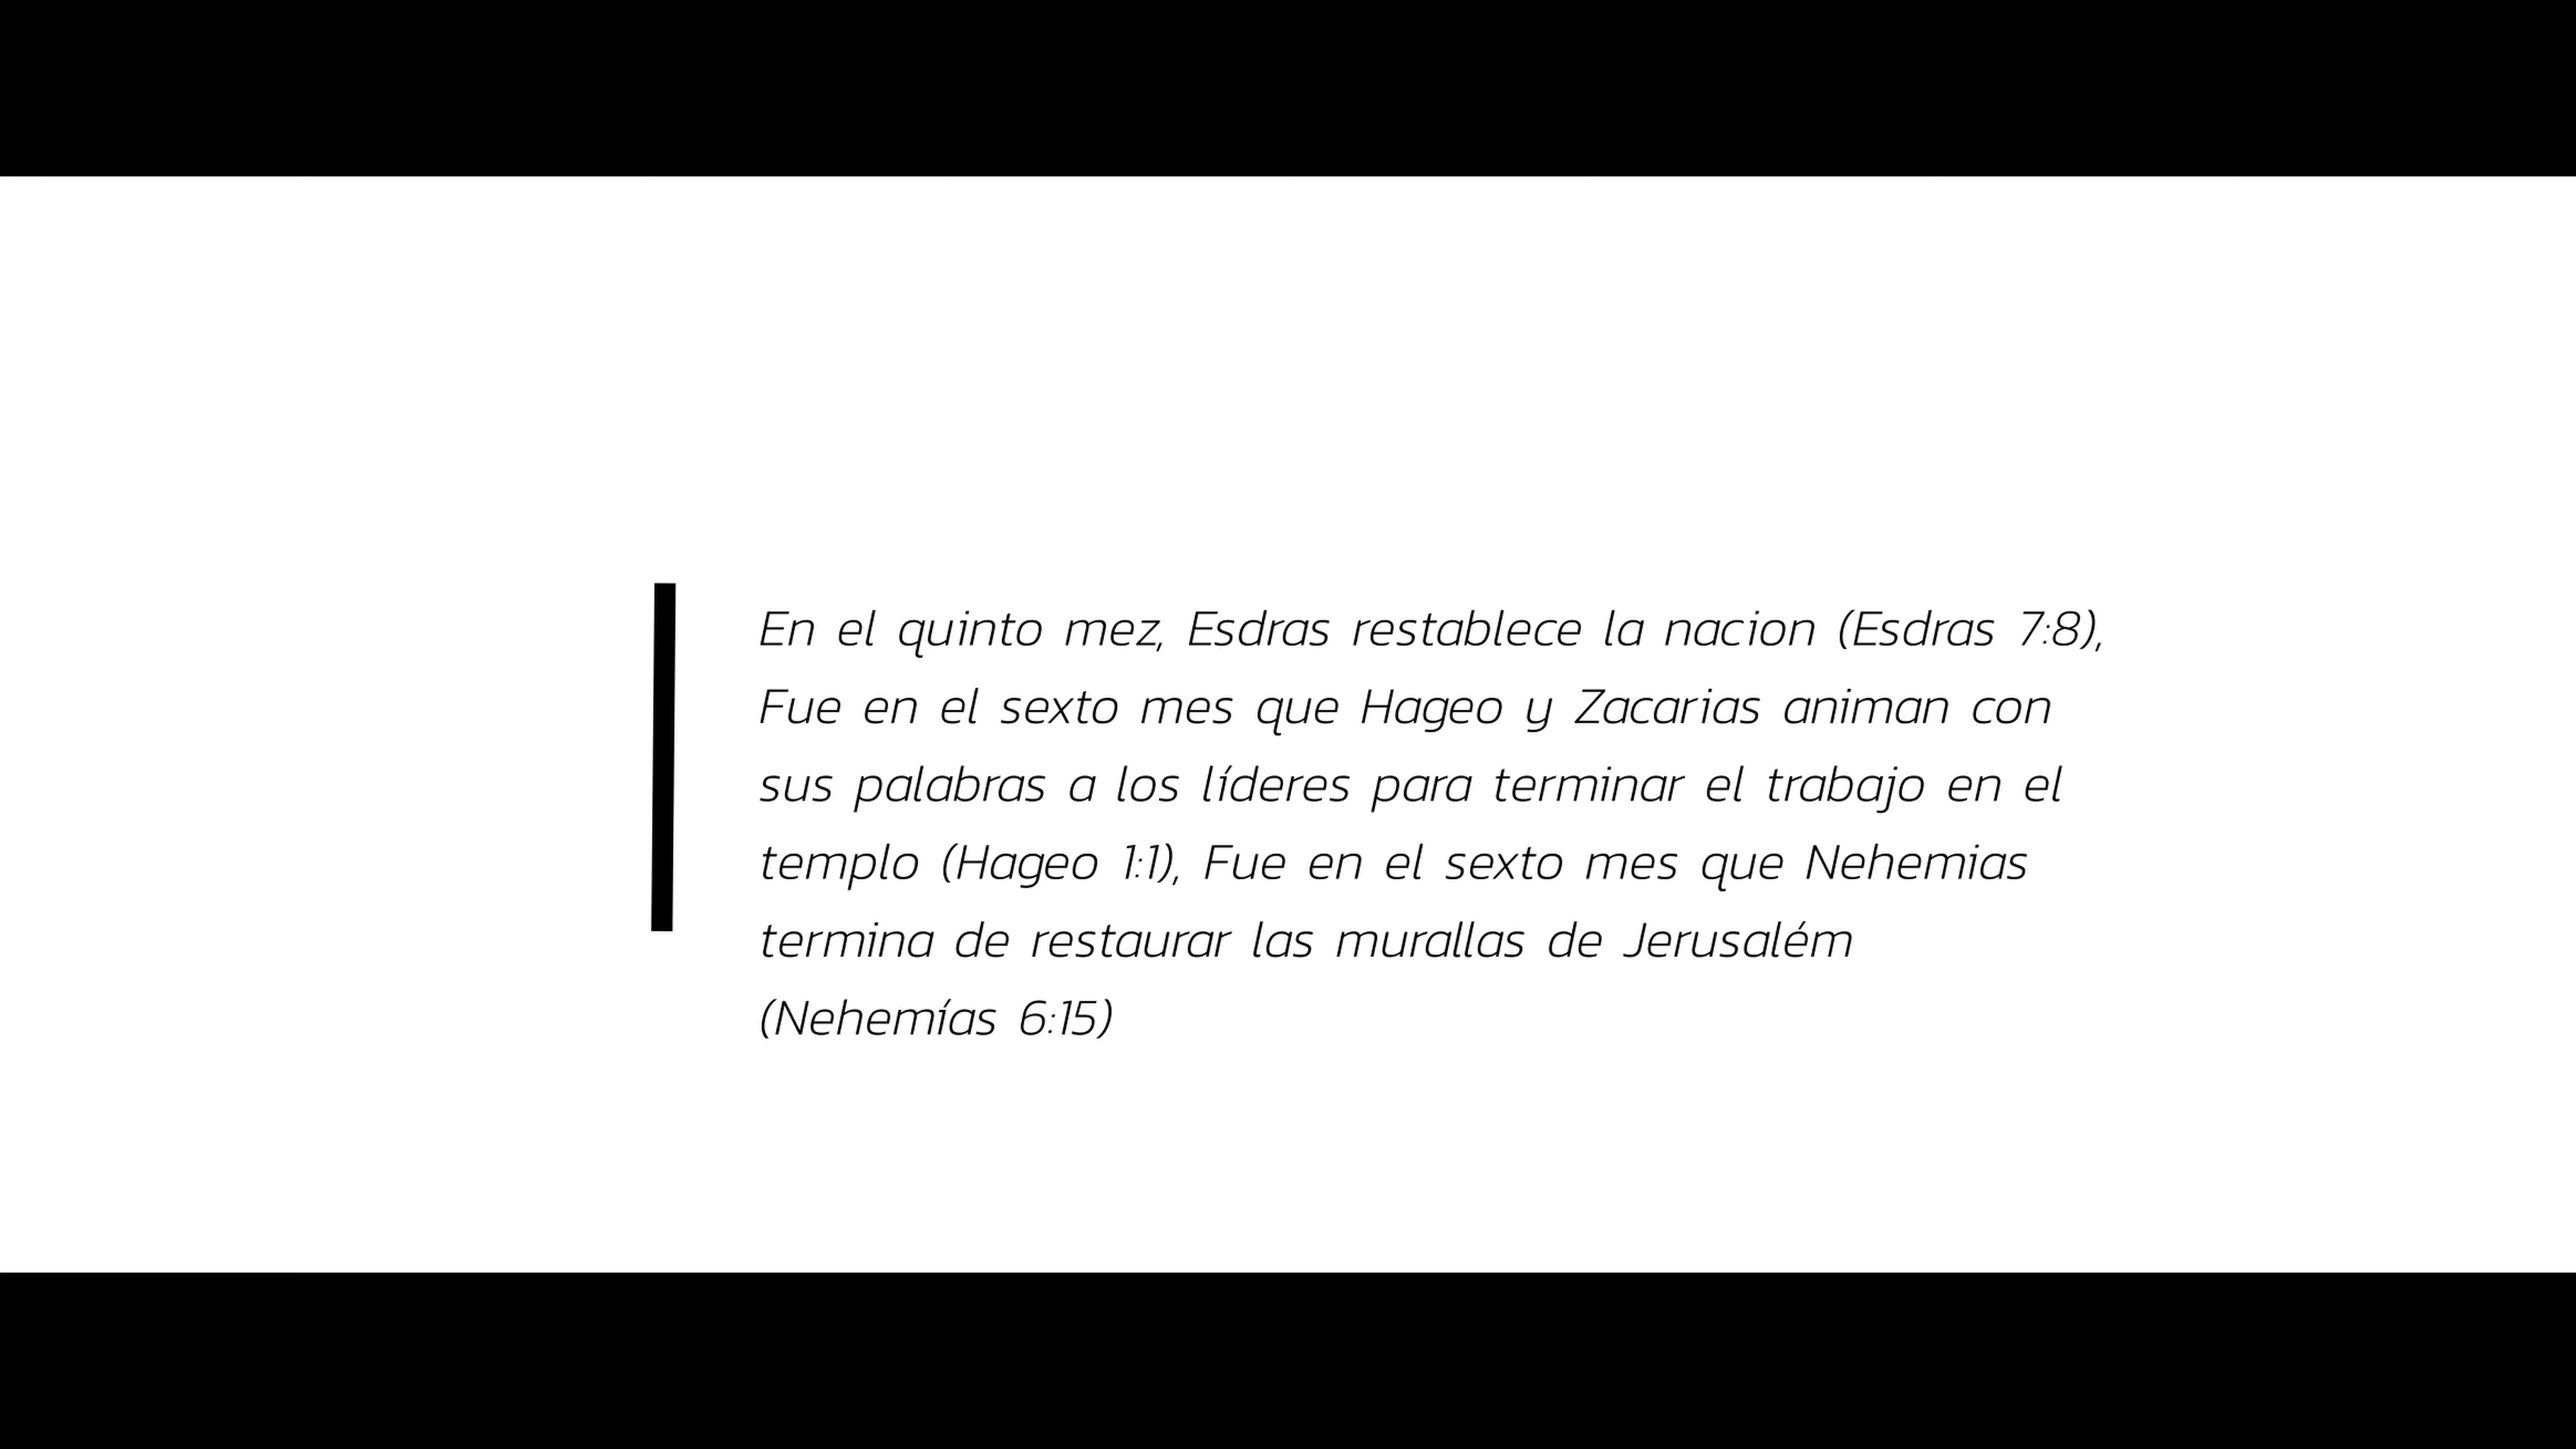 En el quinto mez, Esdras restablece la nacion (Esdras 7:8),
Fue en el sexto mes que Hageo y Zacarias animan con
sus palabras a los líderes para terminar el trabajo en el
templo (Hageo 1:1), Fue en el sexto mes que Nehemias
termina de restaurar las murallas de Jerusalém
(Nehemías 6:15)